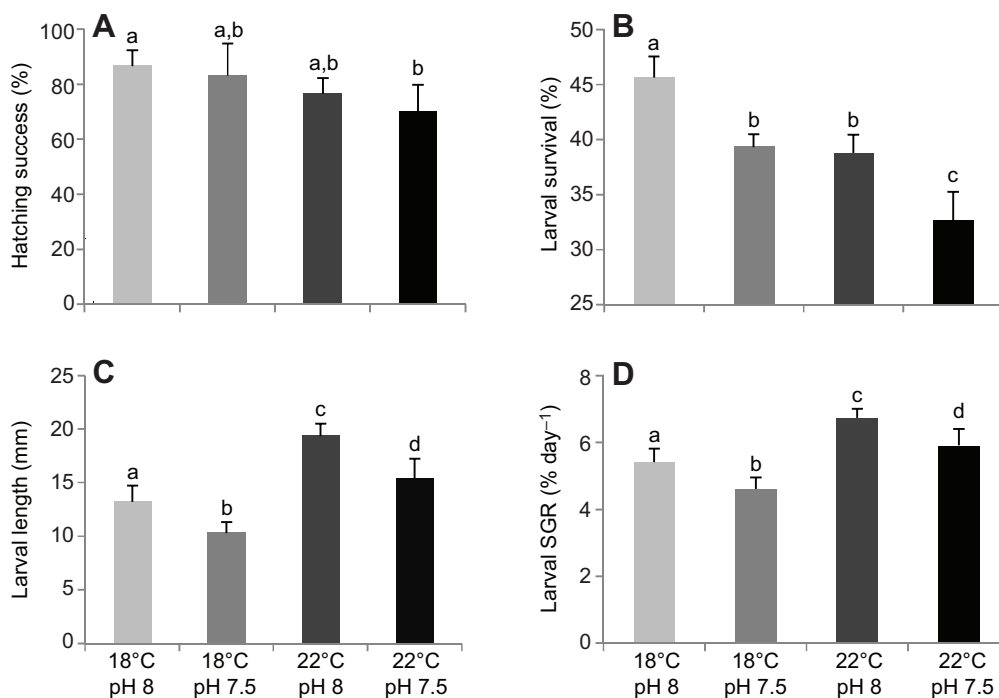 A
Hatching success (%)
100
80
60
40
20
0
a
a,b
a,b
b
B
Larval survival (%)
50
45
40
35
30
25
a
b
b
c
C
Larval length (mm)
25
20
15
10
5
0
a
b
c
d
18°C
pH 8
18°C
pH 7.5
22°C
pH 8
22°C
pH 7.5
D
Larval SGR (% day⁻¹)
8
6
4
2
0
a
b
c
d
18°C
pH 8
18°C
pH 7.5
22°C
pH 8
22°C
pH 7.5